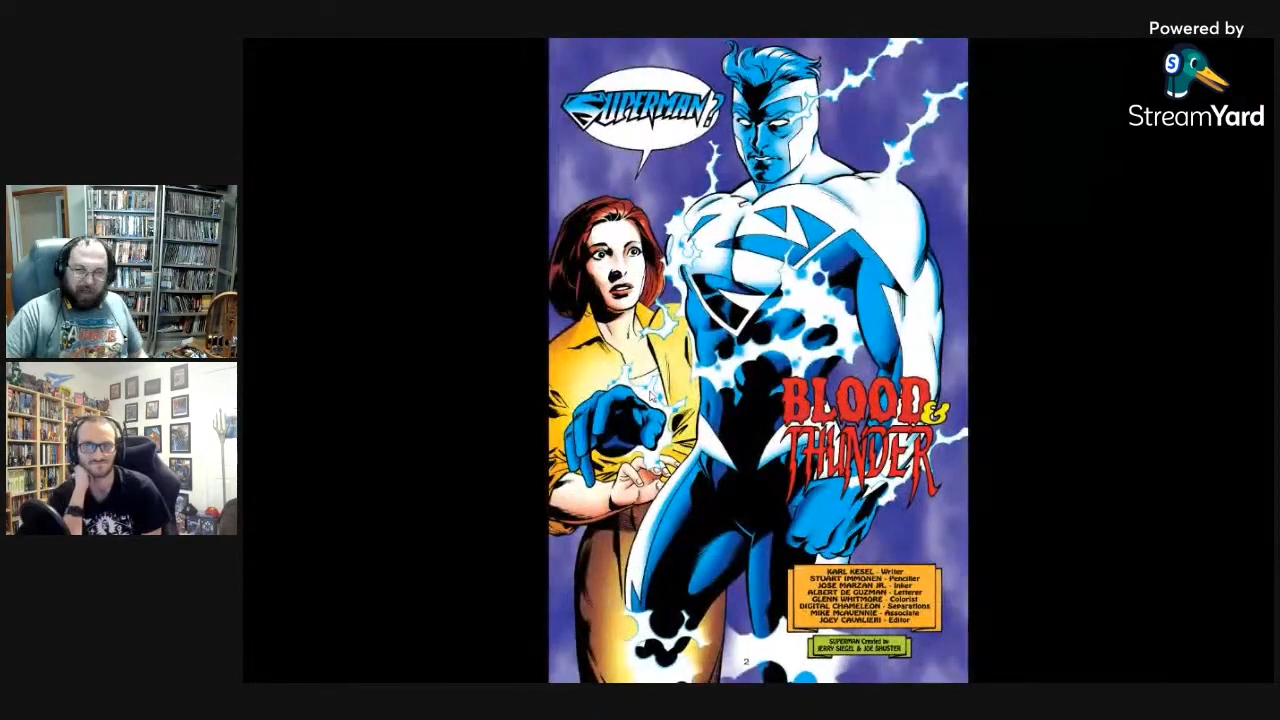 Powered by
S
StreamYard
SUPERMAN?
BLOOD &
THUNDER
KARL KESEL - Writer
STUART IMMONEN - Penciller
JOSE MARZAN JR. - Inker
ALBERT DE GUZMAN - Letterer
GLENN WHITMORE - Colorist
DIGITAL CHAMELEON - Separations
MIKE McAVENNIE - Associate
JOEY CAVALIERI - Editor
SUPERMAN Created by
JERRY SIEGEL & JOE SHUSTER
2